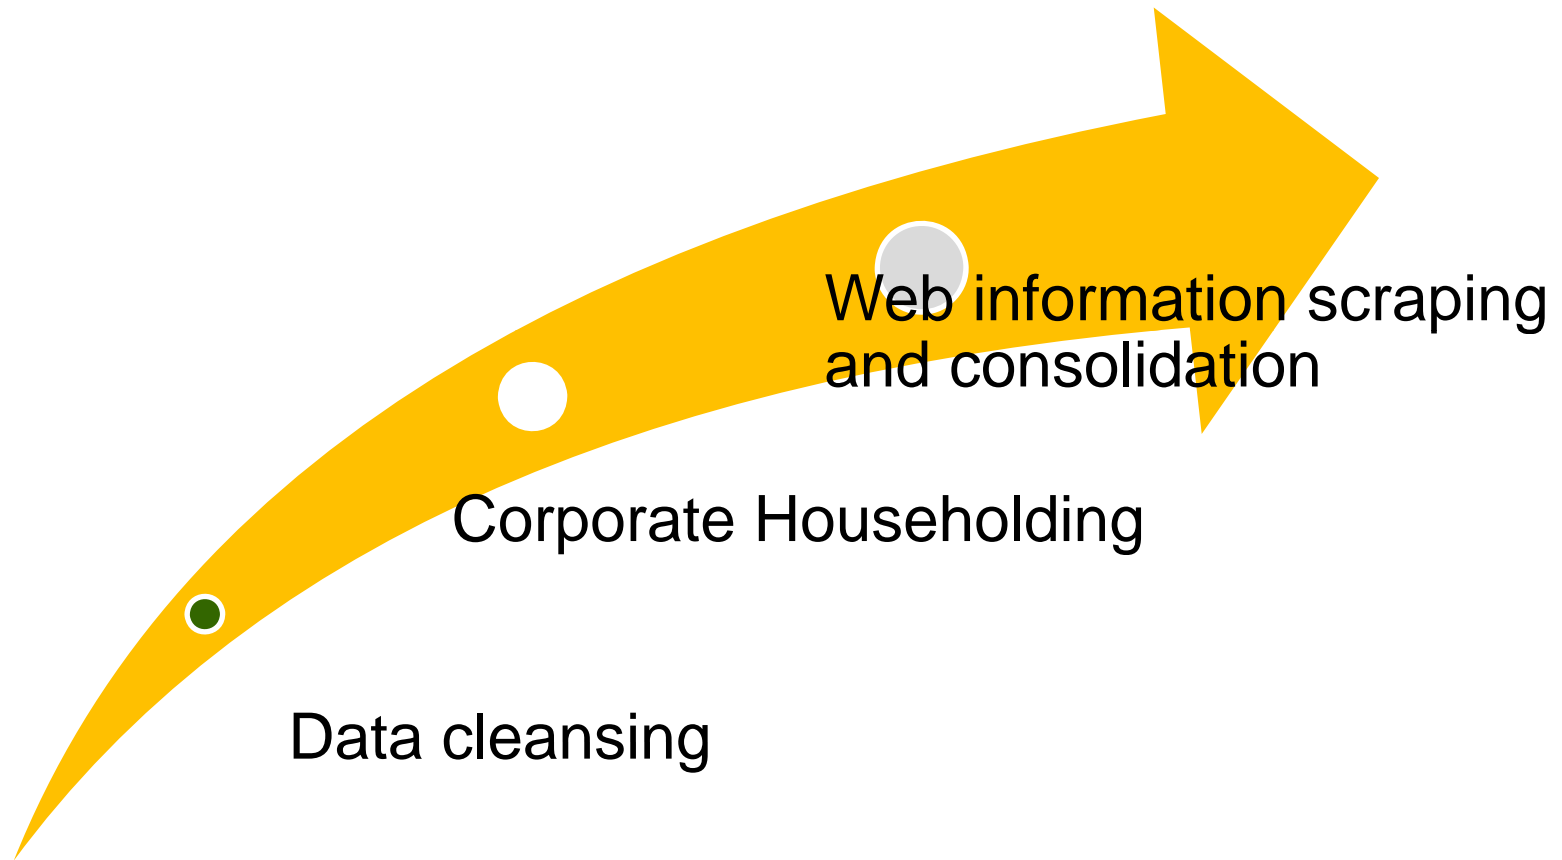 Web information scraping
and consolidation
Corporate Householding
Data cleansing